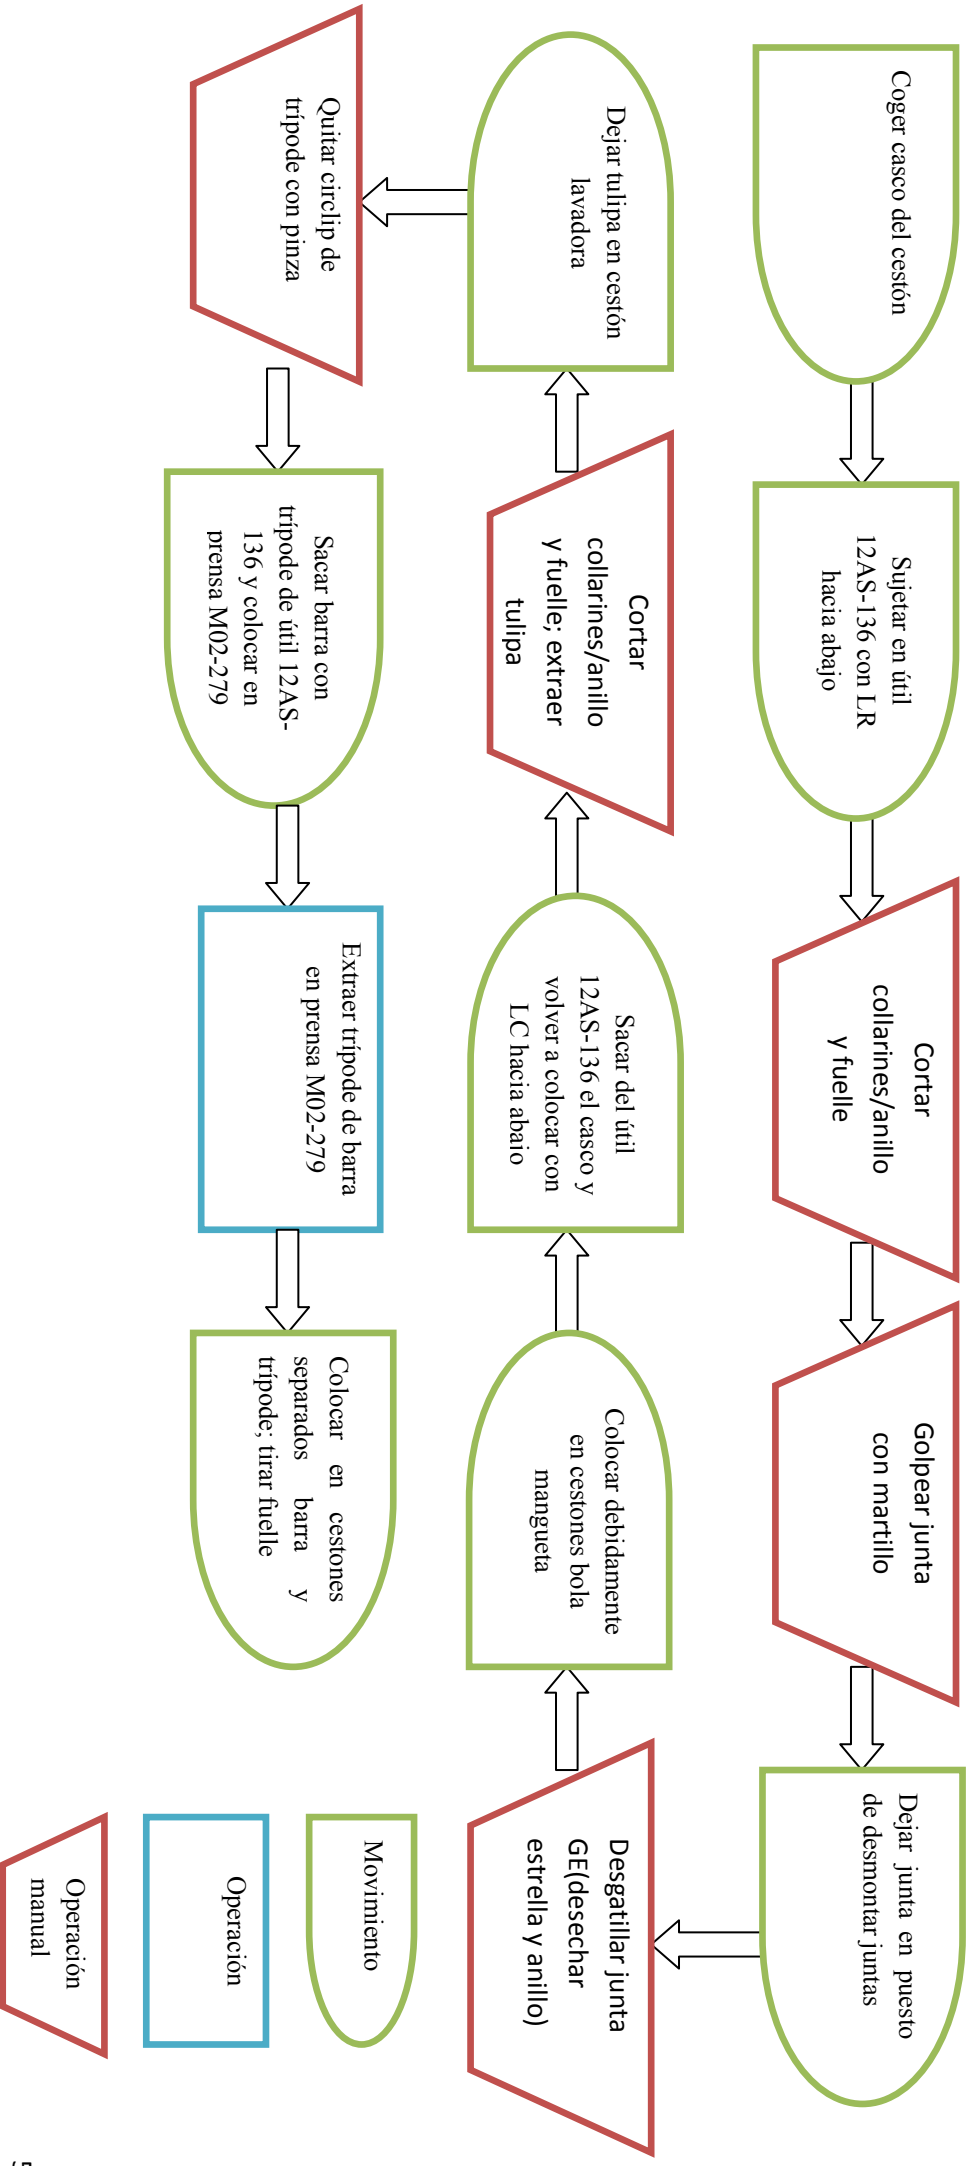 Coger casco del cestón
Sujetar en útil
12AS-136 con LR
hacia abajo
Cortar
collarines/anillo
y fuelle
Golpear junta
con martillo
Dejar junta en puesto
de desmontar juntas
Desgatillar junta
GE(desechar
estrella y anillo)
Colocar debidamente
en cestones bola
mangueta
Sacar del útil
12AS-136 el casco y
volver a colocar con
LC hacia abajo
Cortar
collarines/anillo
y fuelle; extraer
tulipa
Dejar tulipa en cestón
lavadora
Quitar circlip de
trípode con pinza
Sacar barra con
trípode de útil 12AS-
136 y colocar en
prensa M02-279
Extraer trípode de barra
en prensa M02-279
Colocar en cestones
separados barra y
trípode; tirar fuelle
Movimiento
Operación
Operación
manual